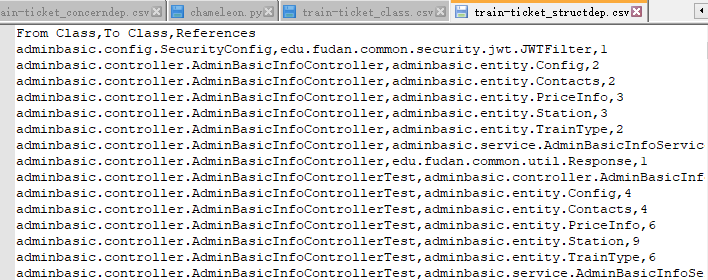 ain-ticket_concerndep.csv
chameleon.py
train-ticket_class.csv
train-ticket_structdep.csv
From Class,To Class,References
adminbasic.config.SecurityConfig,edu.fudan.common.security.jwt.JWTFilter,1
adminbasic.controller.AdminBasicInfoController,adminbasic.entity.Config,2
adminbasic.controller.AdminBasicInfoController,adminbasic.entity.Contacts,2
adminbasic.controller.AdminBasicInfoController,adminbasic.entity.PriceInfo,3
adminbasic.controller.AdminBasicInfoController,adminbasic.entity.Station,3
adminbasic.controller.AdminBasicInfoController,adminbasic.entity.TrainType,2
adminbasic.controller.AdminBasicInfoController,adminbasic.service.AdminBasicInfoServic
adminbasic.controller.AdminBasicInfoController,edu.fudan.common.util.Response,1
adminbasic.controller.AdminBasicInfoControllerTest,adminbasic.controller.AdminBasicInf
adminbasic.controller.AdminBasicInfoControllerTest,adminbasic.entity.Config,4
adminbasic.controller.AdminBasicInfoControllerTest,adminbasic.entity.Contacts,4
adminbasic.controller.AdminBasicInfoControllerTest,adminbasic.entity.PriceInfo,6
adminbasic.controller.AdminBasicInfoControllerTest,adminbasic.entity.Station,9
adminbasic.controller.AdminBasicInfoControllerTest,adminbasic.entity.TrainType,6
adminbasic.controller.AdminBasicInfoControllerTest,adminbasic.service.AdminBasicInfoSe